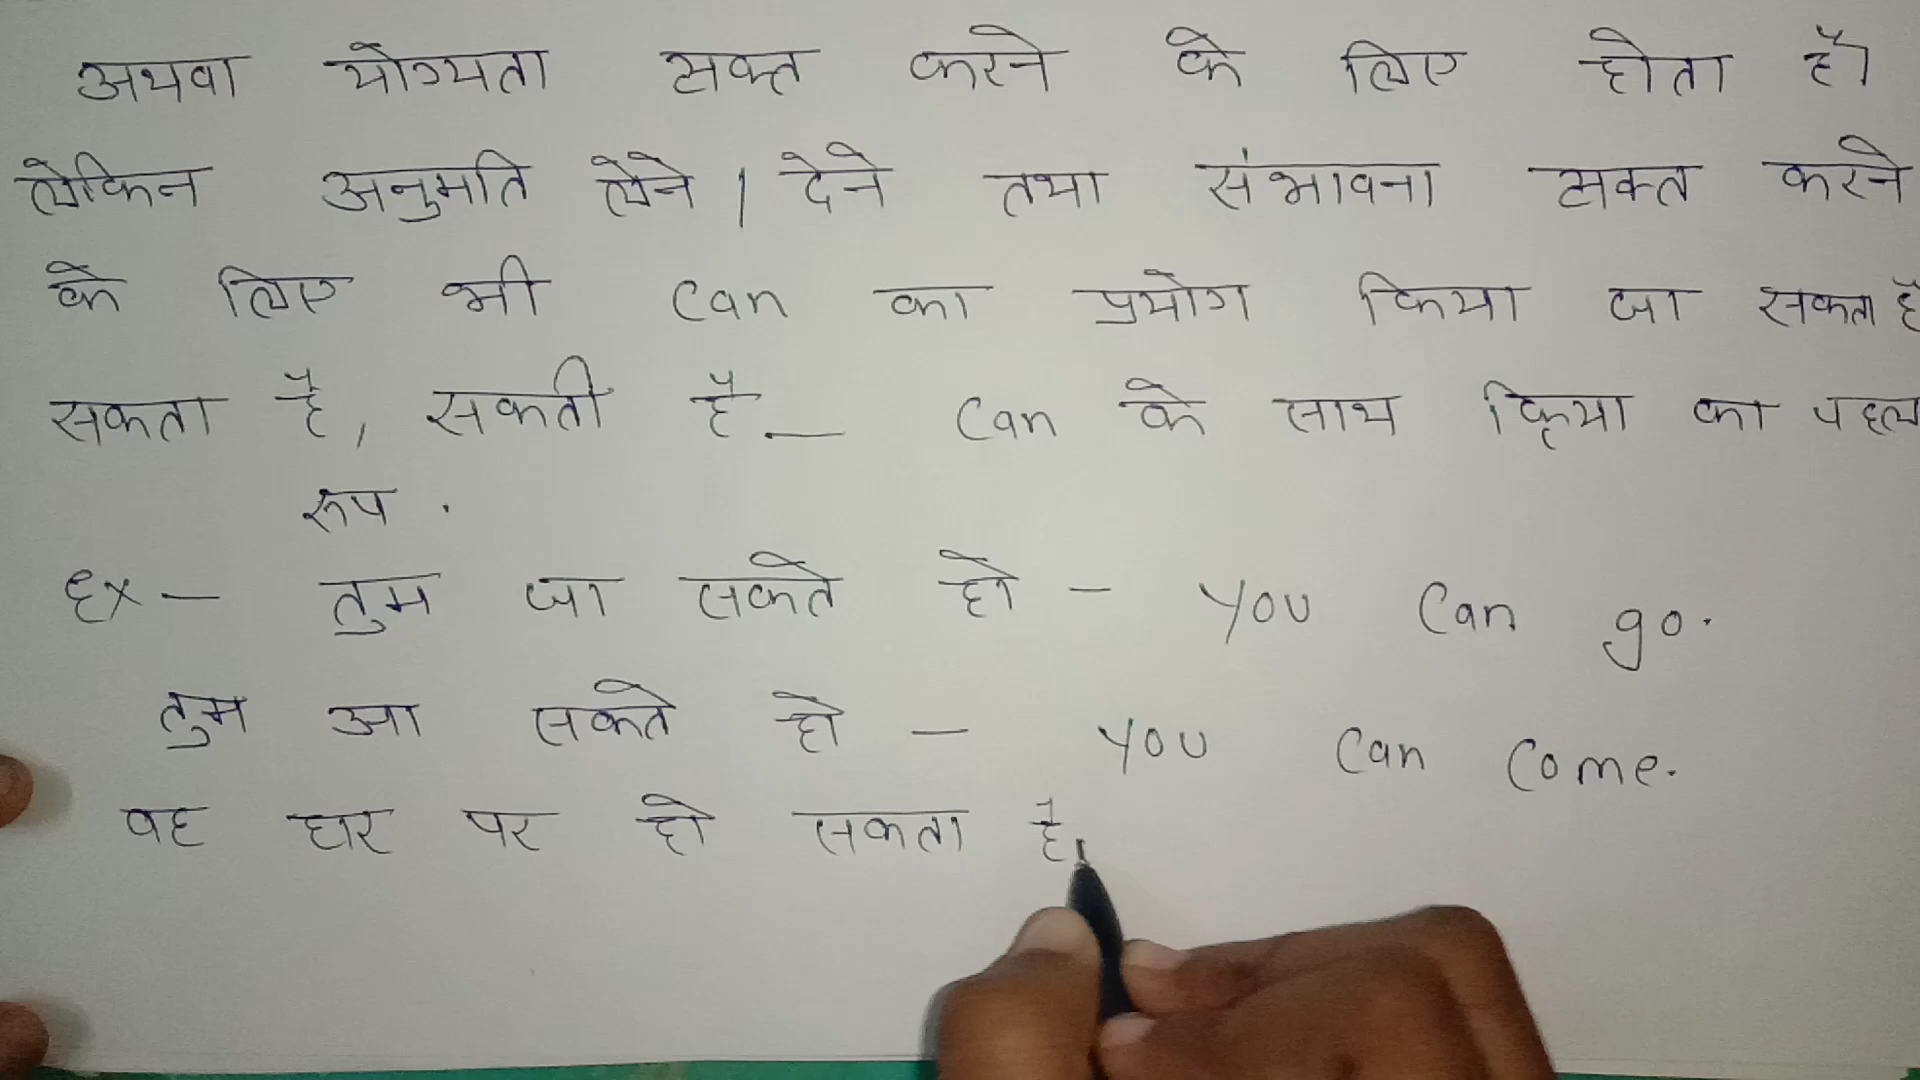 अथवा योग्यता व्यक्त करने के लिए होता है।
लेकिन अनुमति लेने / देने तथा संभावना व्यक्त करने
के लिए भी Can का प्रयोग किया जा सकता है
सकता है, सकती है — Can के साथ क्रिया का पहला
रूप .
Ex — तुम जा सकते हो - You Can go.
तुम आ सकते हो — You Can Come.
वह घर पर हो सकता है